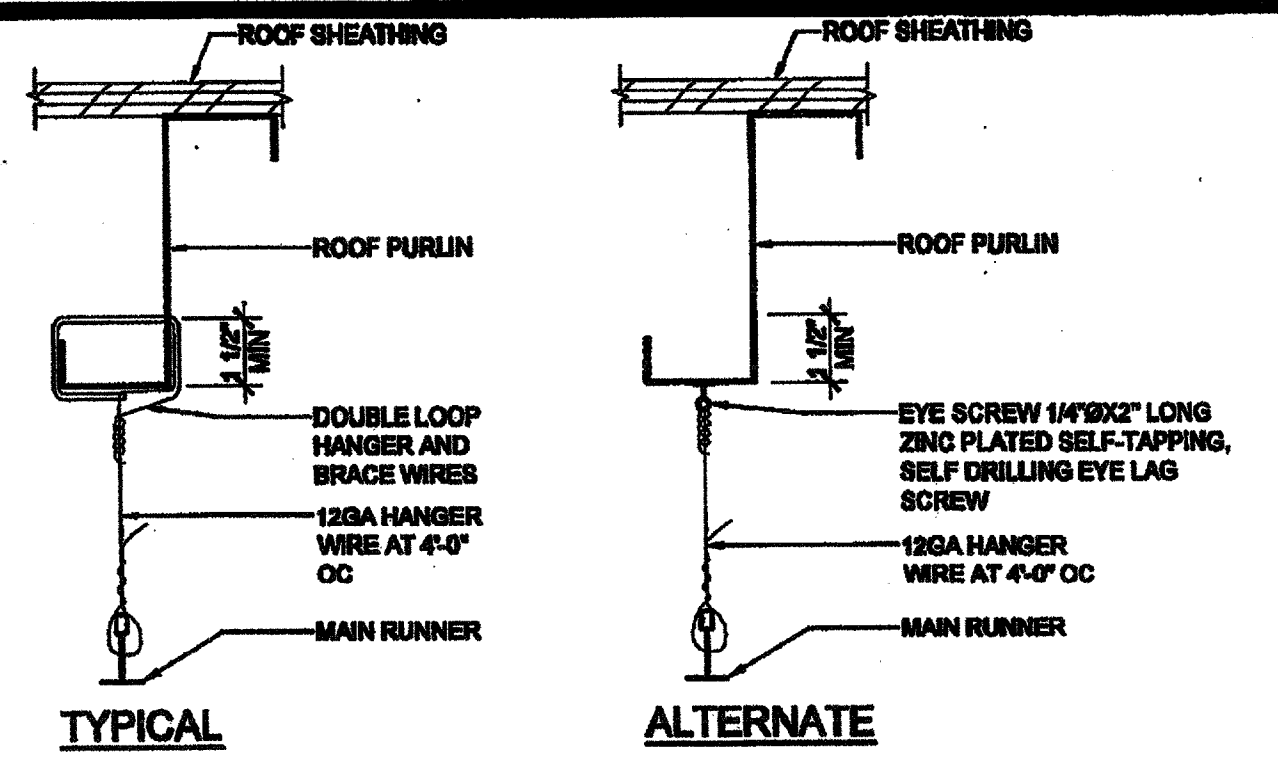 ROOF SHEATHING
ROOF PURLIN
1 1/2"
MIN
DOUBLE LOOP
HANGER AND
BRACE WIRES
12GA HANGER
WIRE AT 4'-0"
OC
MAIN RUNNER
TYPICAL
ROOF SHEATHING
ROOF PURLIN
1 1/2"
MIN
EYE SCREW 1/4"ØX2" LONG
ZINC PLATED SELF-TAPPING,
SELF DRILLING EYE LAG
SCREW
12GA HANGER
WIRE AT 4'-0" OC
MAIN RUNNER
ALTERNATE